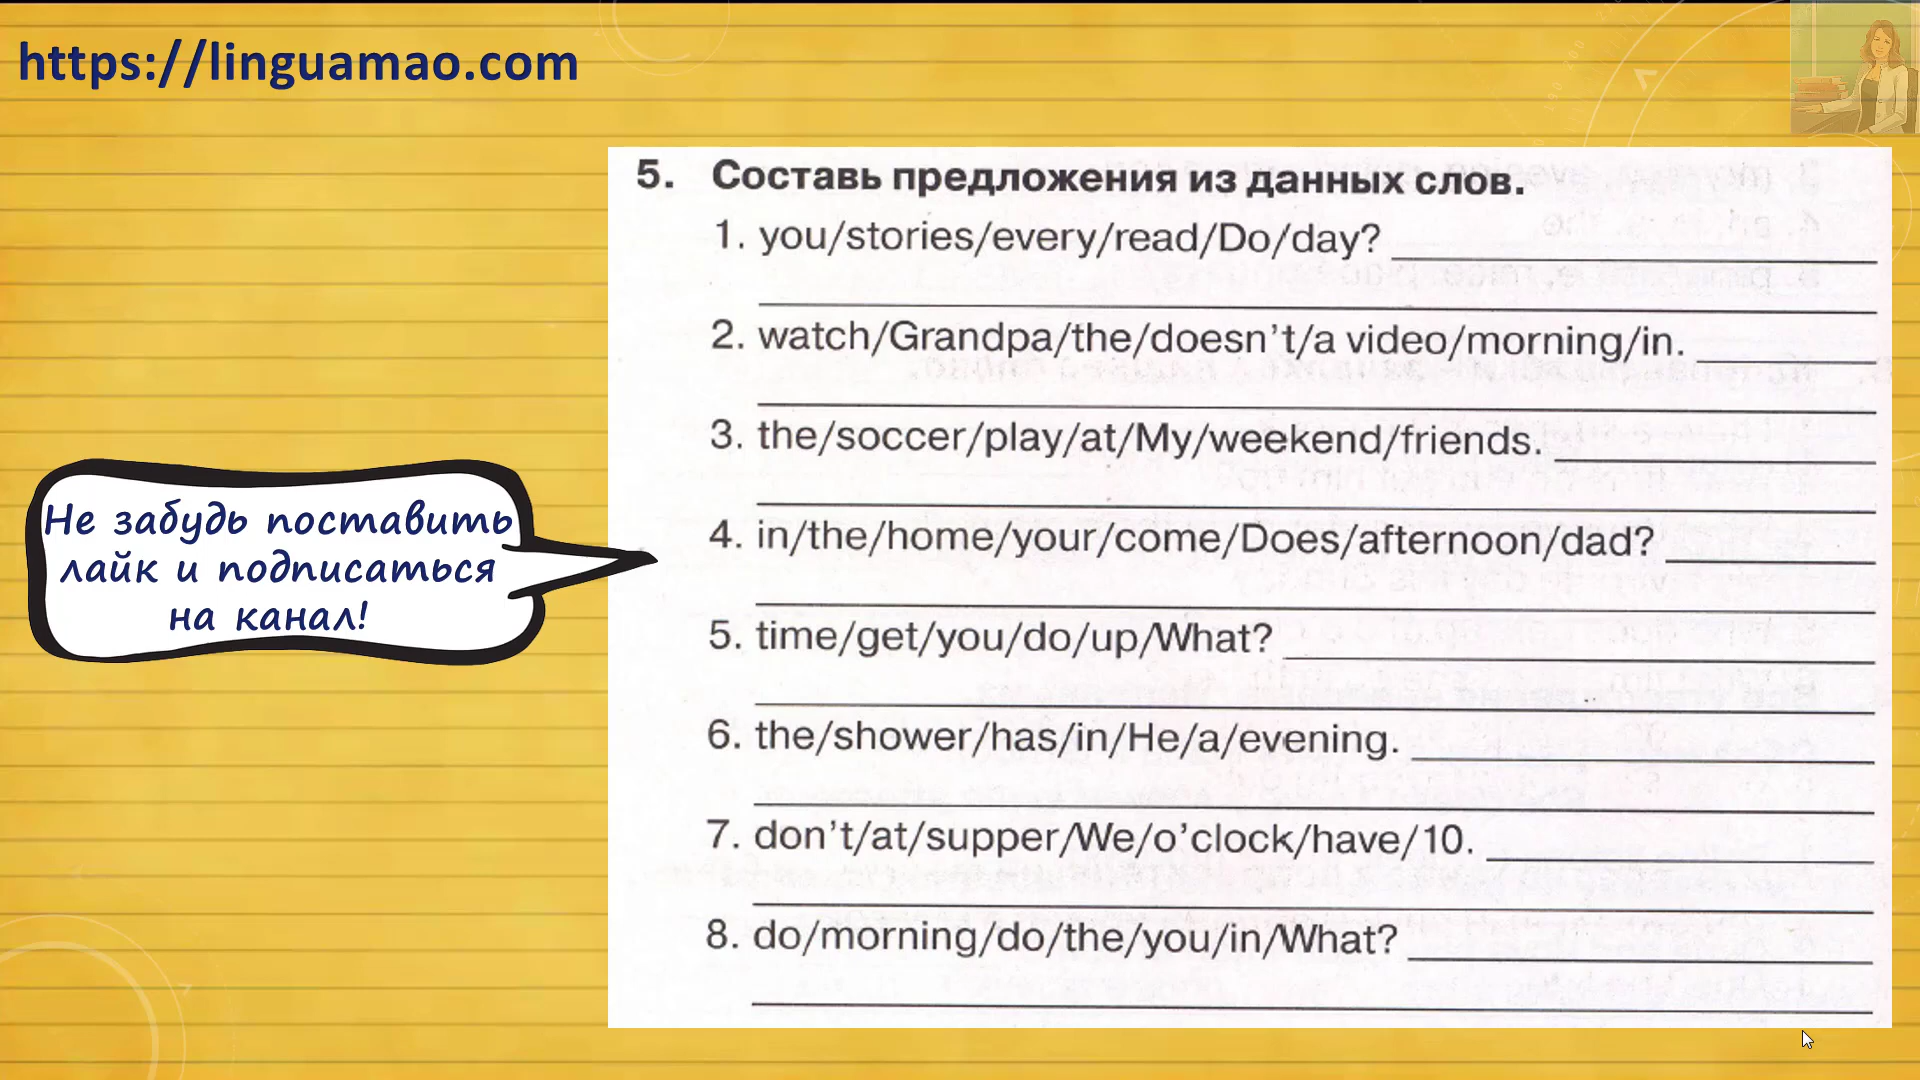 https://linguamao.com
5. Составь предложения из данных слов.
1. you/stories/every/read/Do/day?
2. watch/Grandpa/the/doesn't/a video/morning/in.
3. the/soccer/play/at/My/weekend/friends.
4. in/the/home/your/come/Does/afternoon/dad?
5. time/get/you/do/up/What?
6. the/shower/has/in/He/a/evening.
7. don't/at/supper/We/o'clock/have/10.
8. do/morning/do/the/you/in/What?
Не забудь поставить
лайк и подписаться
на канал!